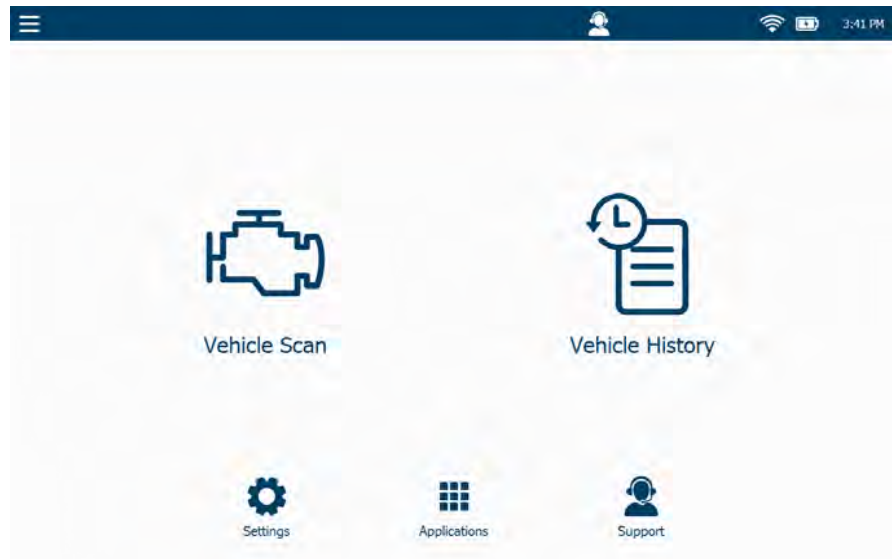 3:41 PM
Vehicle Scan
Vehicle History
Settings
Applications
Support